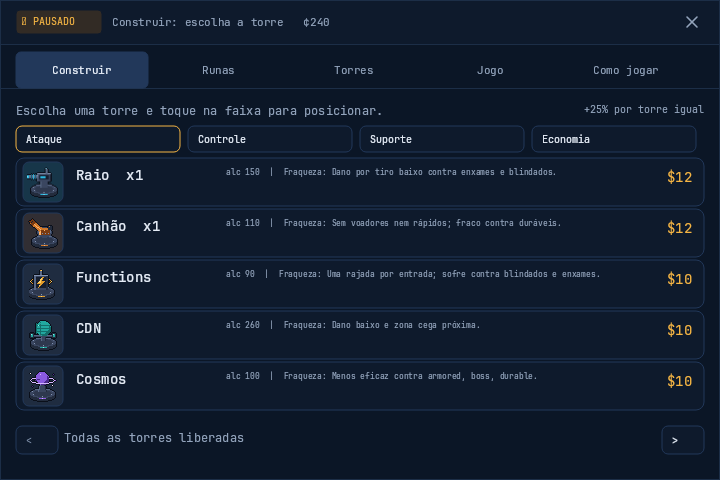 PAUSADO Construir: escolha a torre $240
Construir Runas Torres Jogo Como jogar
Escolha uma torre e toque na faixa para posicionar. +25% por torre igual
Ataque Controle Suporte Economia
Raio x1 alc 150 | Fraqueza: Dano por tiro baixo contra enxames e blindados. $12
Canhão x1 alc 110 | Fraqueza: Sem voadores nem rápidos; fraco contra duráveis. $12
Functions alc 90 | Fraqueza: Uma rajada por entrada; sofre contra blindados e enxames. $10
CDN alc 260 | Fraqueza: Dano baixo e zona cega próxima. $10
Cosmos alc 100 | Fraqueza: Menos eficaz contra armored, boss, durable. $10
< Todas as torres liberadas >